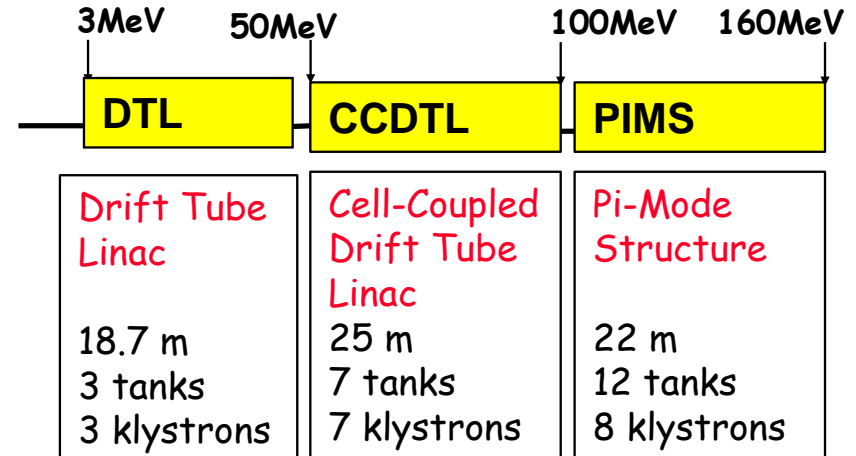 3MeV 50MeV 100MeV 160MeV
DTL CCDTL PIMS
Drift Tube
Linac
18.7 m
3 tanks
3 klystrons
Cell-Coupled
Drift Tube
Linac
25 m
7 tanks
7 klystrons
Pi-Mode
Structure
22 m
12 tanks
8 klystrons